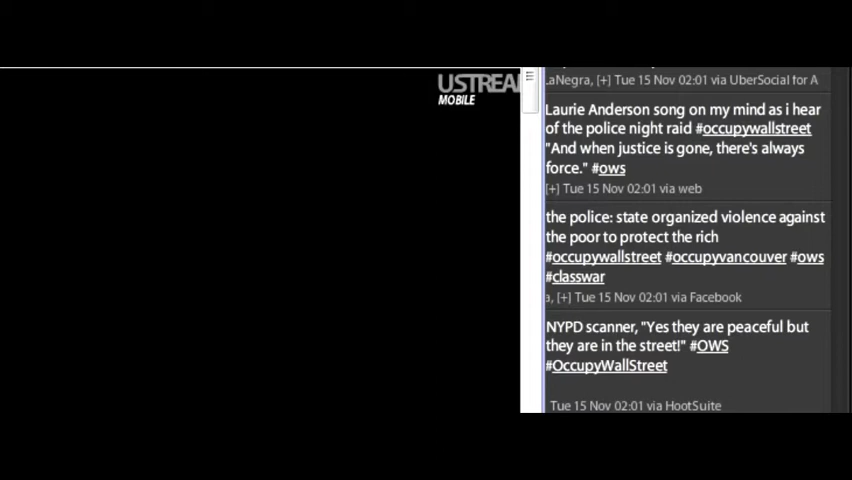 USTREA
MOBILE
LaNegra, [+] Tue 15 Nov 02:01 via UberSocial for A
Laurie Anderson song on my mind as i hear
of the police night raid #occupywallstreet
"And when justice is gone, there's always
force." #ows
[+] Tue 15 Nov 02:01 via web
the police: state organized violence against
the poor to protect the rich
#occupywallstreet #occupyvancouver #ows
#classwar
a, [+] Tue 15 Nov 02:01 via Facebook
NYPD scanner, "Yes they are peaceful but
they are in the street!" #OWS
#OccupyWallStreet
Tue 15 Nov 02:01 via HootSuite